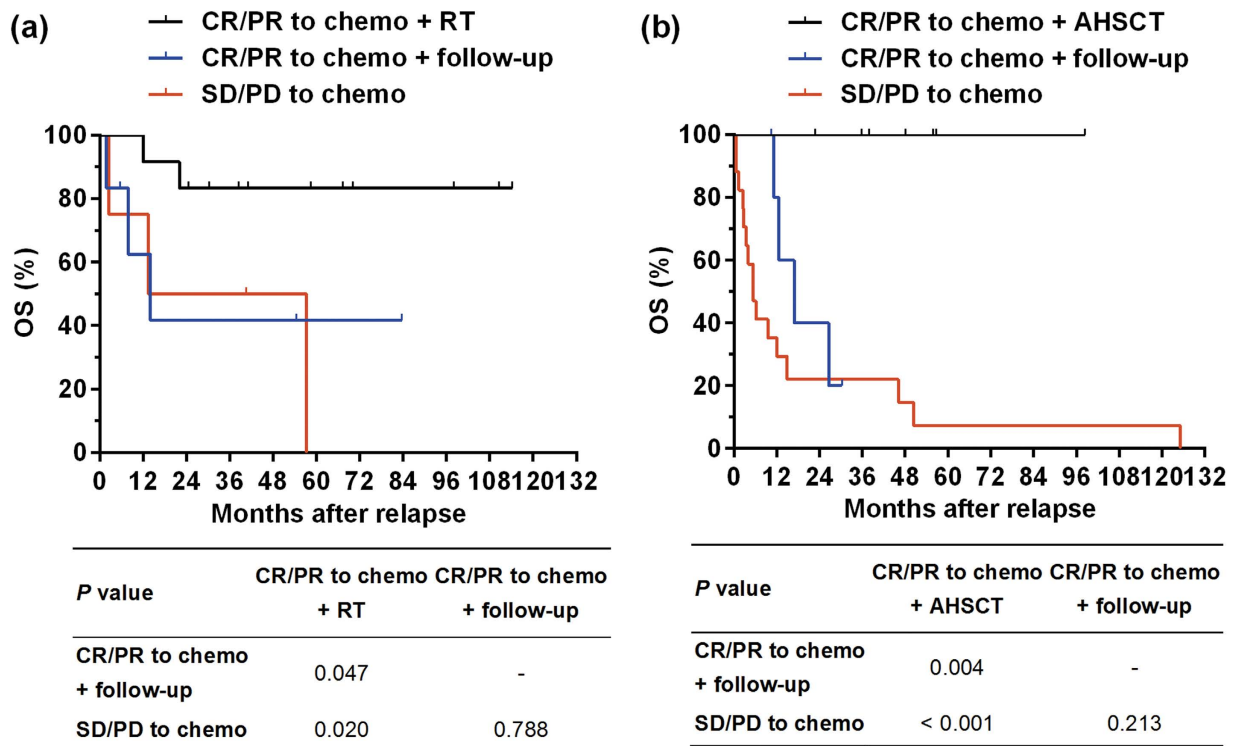 (a)
CR/PR to chemo + RT
CR/PR to chemo + follow-up
SD/PD to chemo
OS (%)
100
80
60
40
20
0
0 12 24 36 48 60 72 84 96 108 120 132
Months after relapse
P value CR/PR to chemo + RT CR/PR to chemo + follow-up
CR/PR to chemo + follow-up 0.047 -
SD/PD to chemo 0.020 0.788
(b)
CR/PR to chemo + AHSCT
CR/PR to chemo + follow-up
SD/PD to chemo
OS (%)
100
80
60
40
20
0
0 12 24 36 48 60 72 84 96 108 120 132
Months after relapse
P value CR/PR to chemo + AHSCT CR/PR to chemo + follow-up
CR/PR to chemo + follow-up 0.004 -
SD/PD to chemo < 0.001 0.213